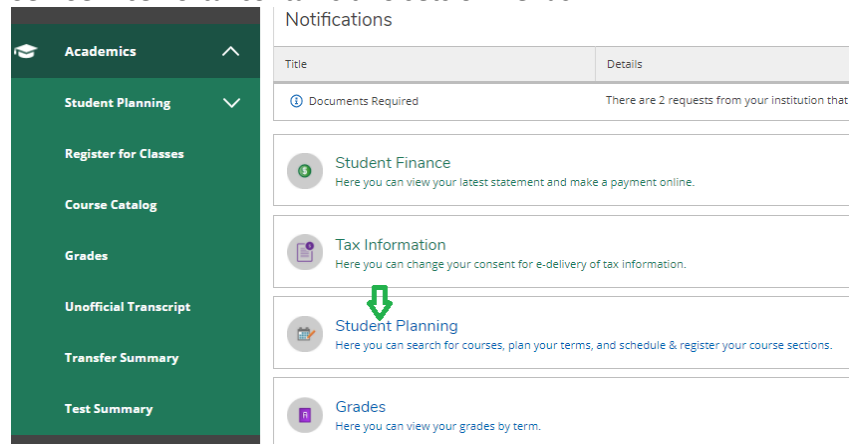 Academics
Student Planning
Register for Classes
Course Catalog
Grades
Unofficial Transcript
Transfer Summary
Test Summary
Notifications
Title Details
Documents Required There are 2 requests from your institution that
Student Finance
Here you can view your latest statement and make a payment online.
Tax Information
Here you can change your consent for e-delivery of tax information.
Student Planning
Here you can search for courses, plan your terms, and schedule & register your course sections.
Grades
Here you can view your grades by term.